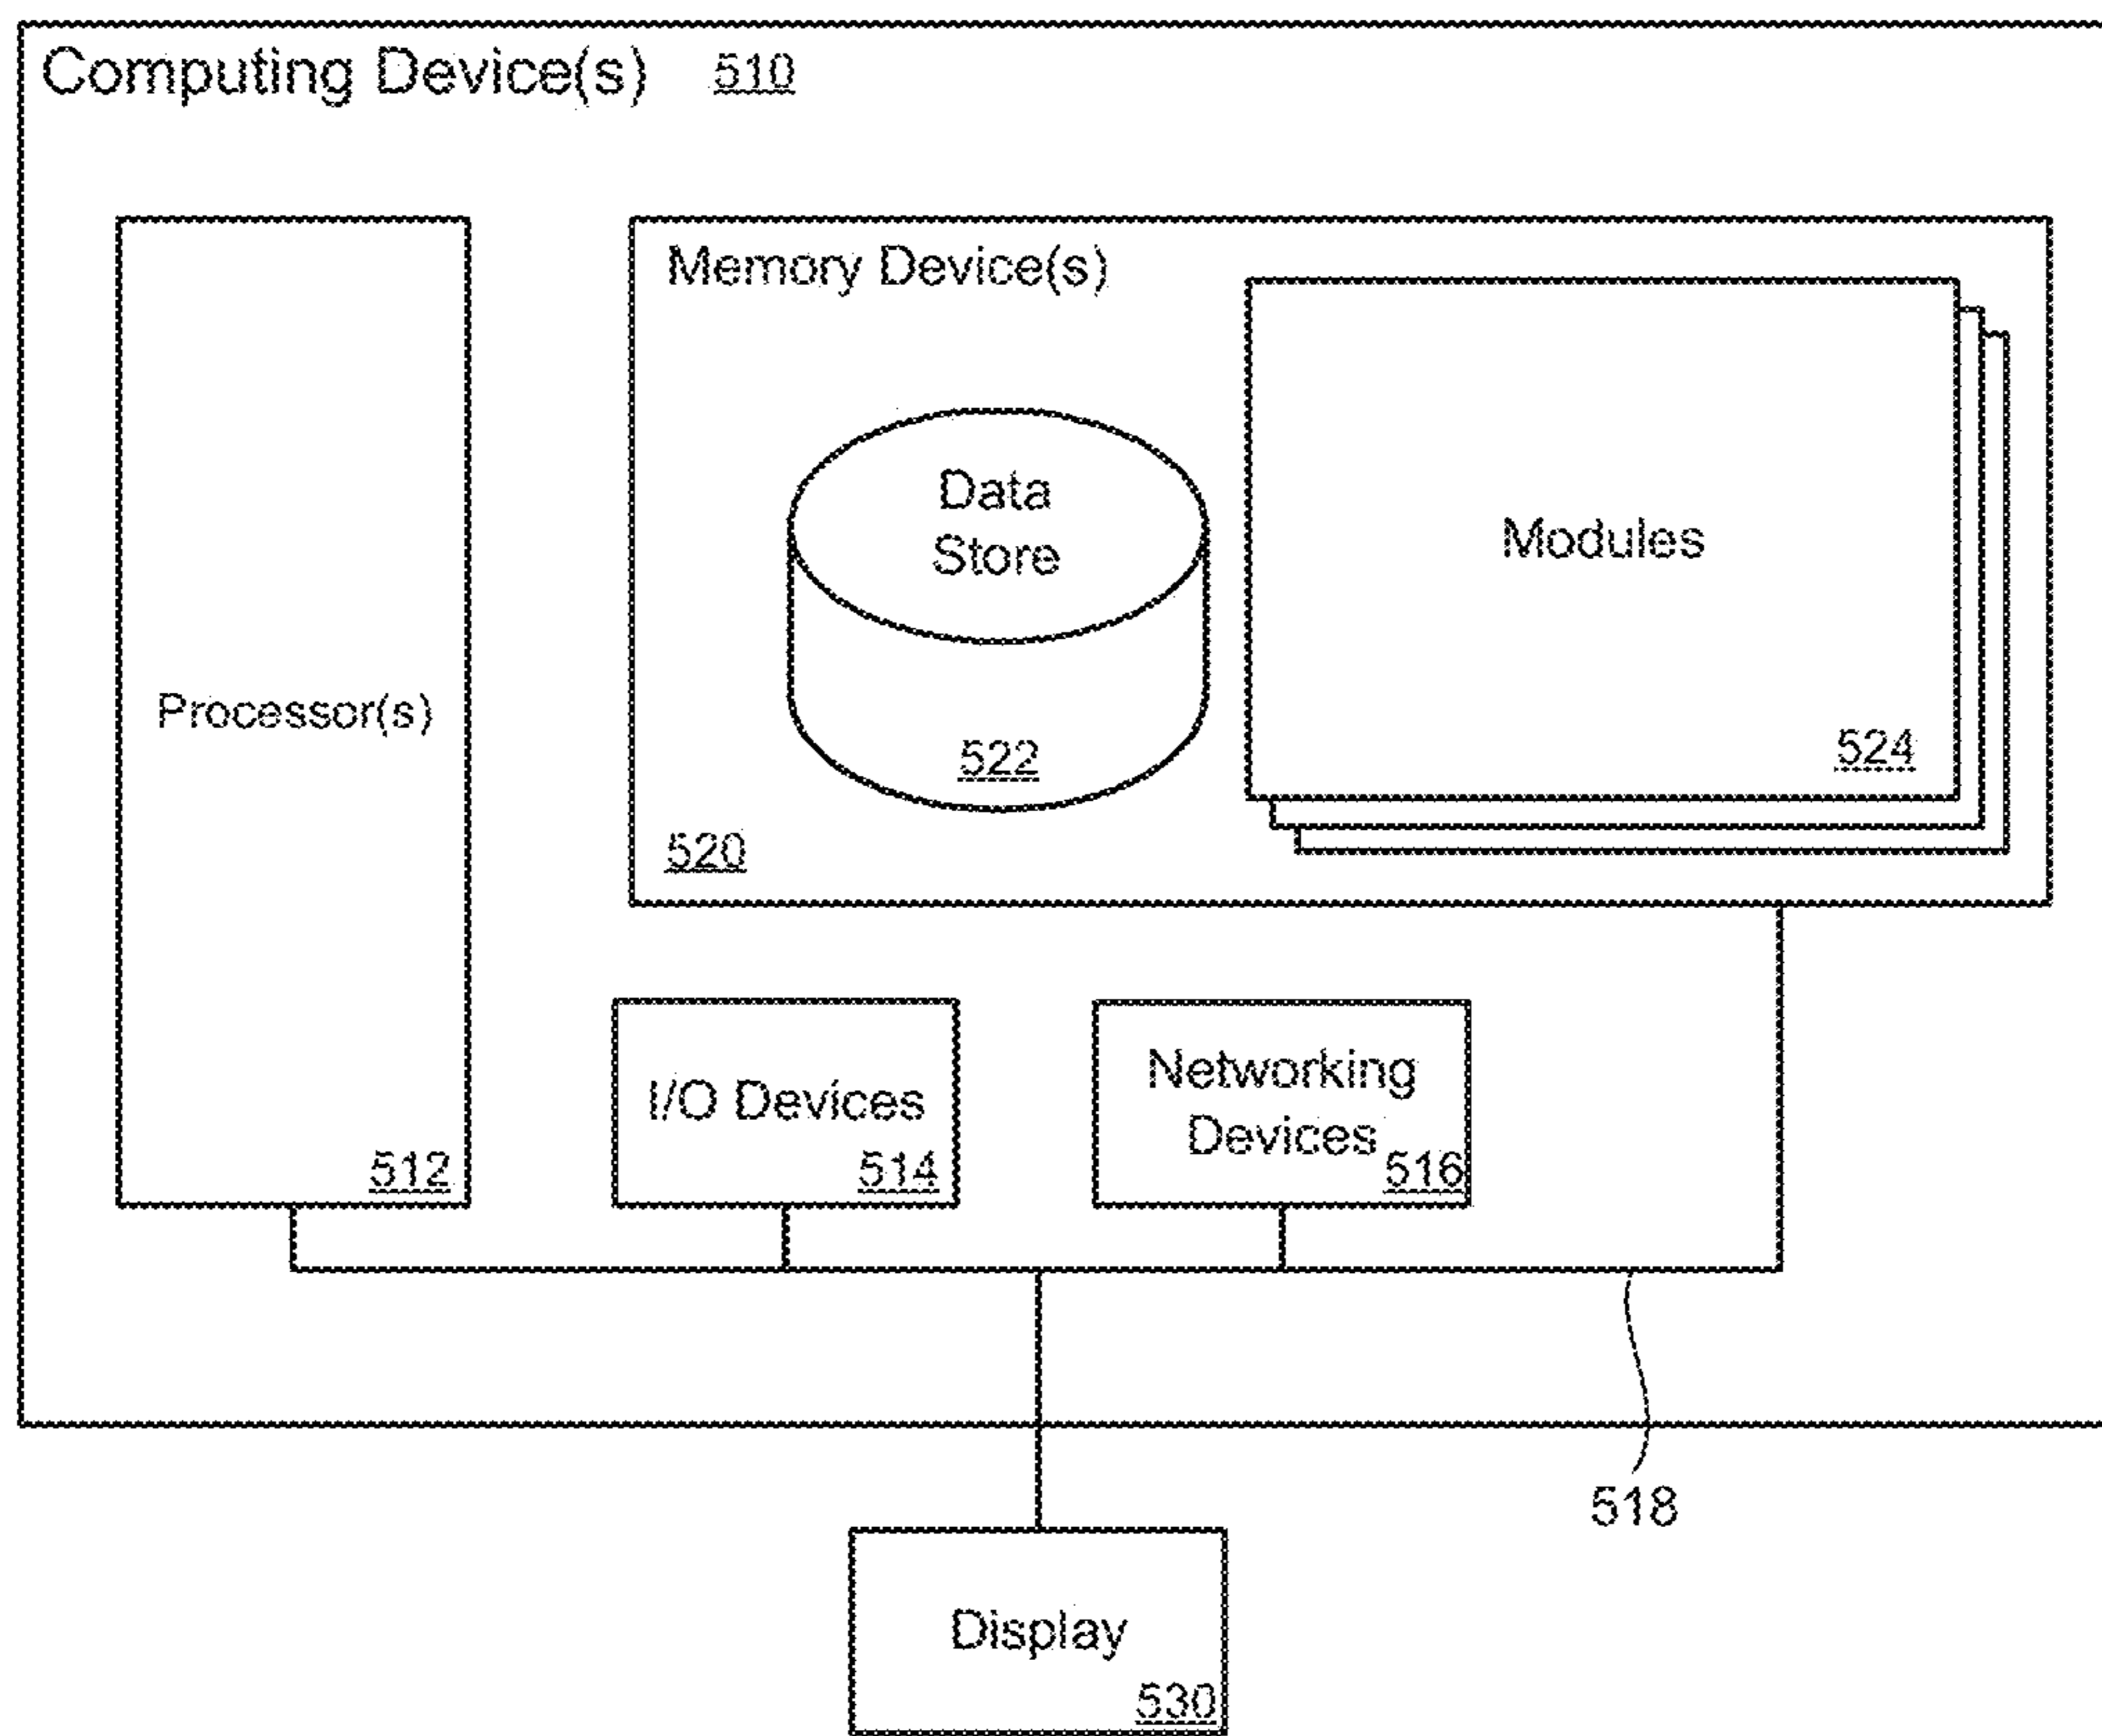 Computing Device(s) 510
Memory Device(s)
Data
Store
522
Modules
524
520
Processor(s)
512
I/O Devices
514
Networking
Devices
516
518
Display
530